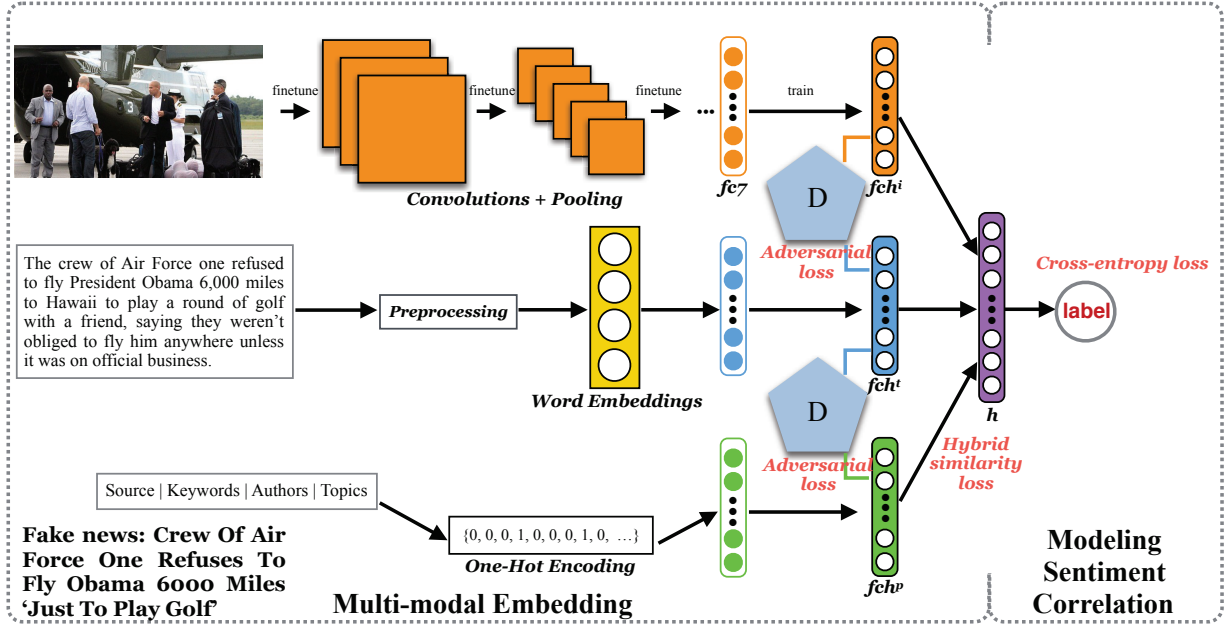 finetune
finetune
finetune
...
train
3
Convolutions + Pooling
fc7
fchⁱ
D
Adversarial
loss
The crew of Air Force one refused
to fly President Obama 6,000 miles
to Hawaii to play a round of golf
with a friend, saying they weren't
obliged to fly him anywhere unless
it was on official business.
Preprocessing
Word Embeddings
fchᵗ
h
Cross-entropy loss
label
D
Adversarial
loss
Hybrid
similarity
loss
Source | Keywords | Authors | Topics
{0, 0, 0, 1, 0, 0, 0, 1, 0, …}
One-Hot Encoding
fchᵖ
Fake news: Crew Of Air
Force One Refuses To
Fly Obama 6000 Miles
'Just To Play Golf'
Multi-modal Embedding
Modeling
Sentiment
Correlation